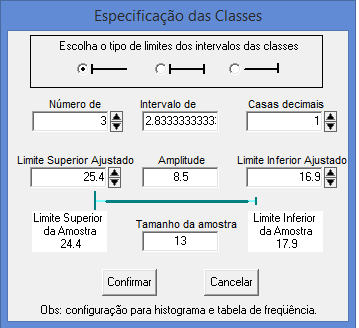 Especificação das Classes
Escolha o tipo de limites dos intervalos das classes
Número de Intervalo de Casas decimais
3 2.8333333333 1
Limite Superior Ajustado Amplitude Limite Inferior Ajustado
25.4 8.5 16.9
Limite Superior da Amostra 24.4
Tamanho da amostra
13
Limite Inferior da Amostra 17.9
Confirmar Cancelar
Obs: configuração para histograma e tabela de freqüência.